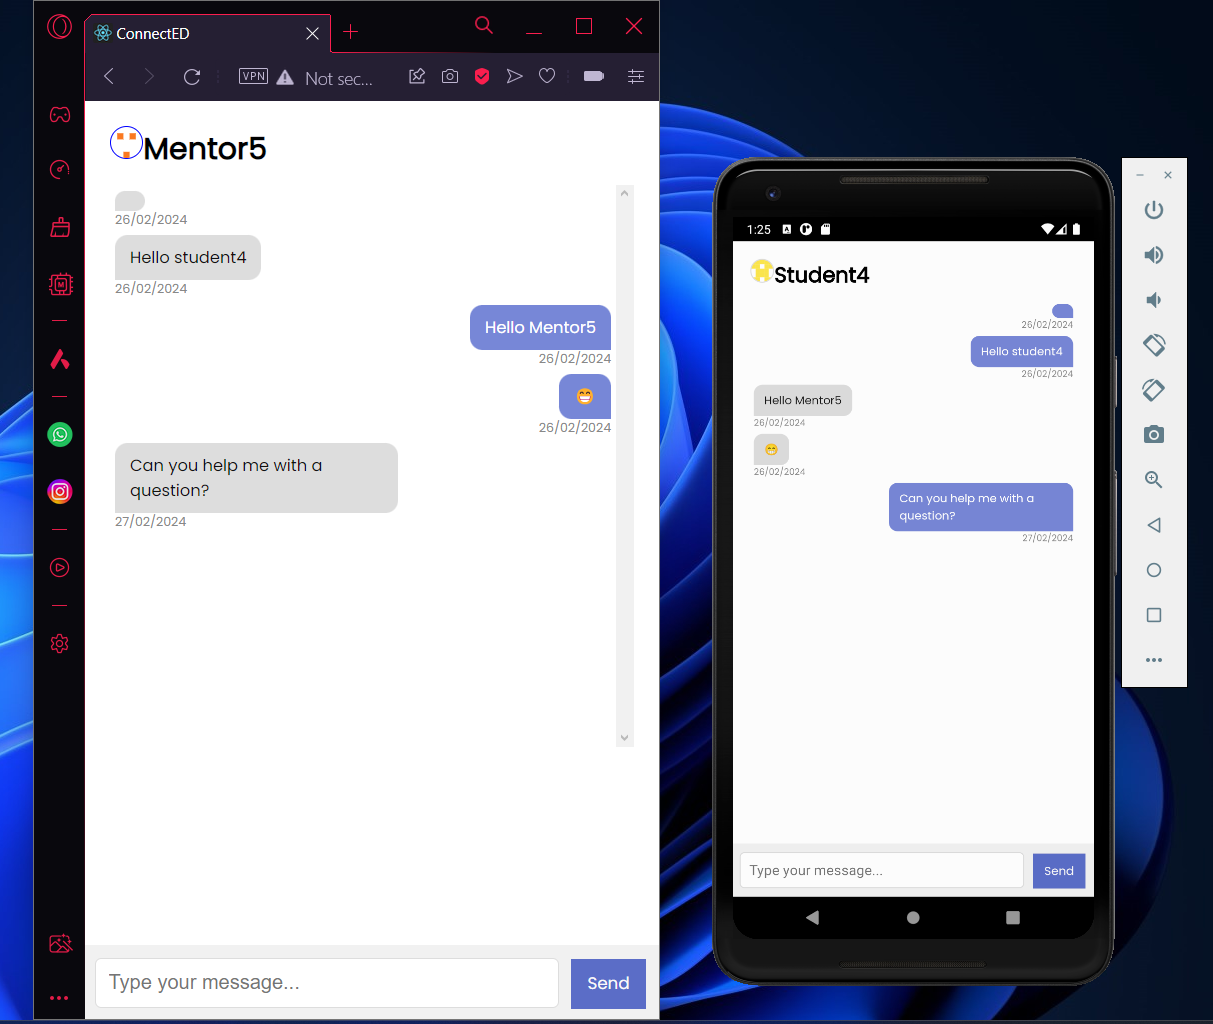 ConnectED
VPN
Not sec...
Mentor5
26/02/2024
Hello student4
26/02/2024
Hello Mentor5
26/02/2024
😁
26/02/2024
Can you help me with a
question?
27/02/2024
Type your message...
Send
1:25
Student4
26/02/2024
Hello student4
26/02/2024
Hello Mentor5
26/02/2024
😁
26/02/2024
Can you help me with a
question?
27/02/2024
Type your message...
Send